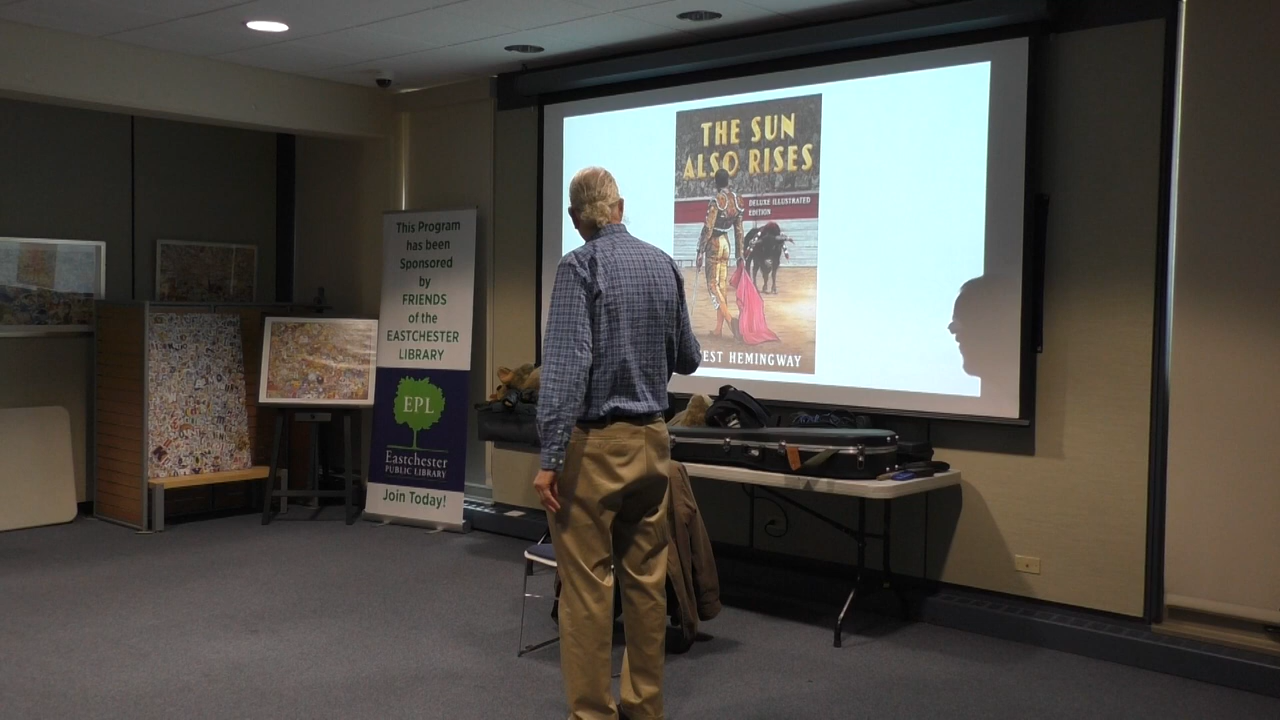 This Program
has been
Sponsored
by
FRIENDS
of the
EASTCHESTER
LIBRARY
EPL
Eastchester
PUBLIC LIBRARY
Join Today!
THE SUN
ALSO RISES
DELUXE ILLUSTRATED
EDITION
EST HEMINGWAY